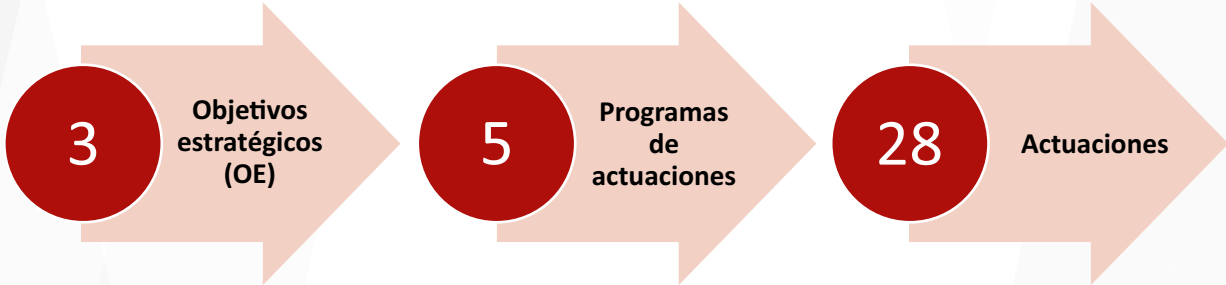 3
Objetivos
estratégicos
(OE)
5
Programas
de
actuaciones
28
Actuaciones